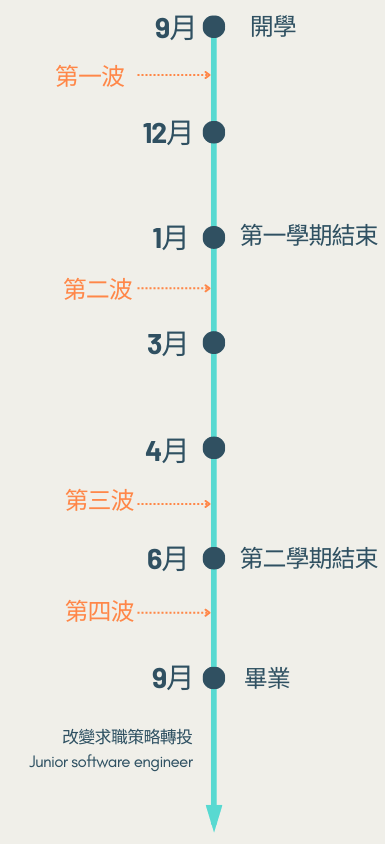 9月 開學
第一波
12月
1月 第一學期結束
第二波
3月
4月
第三波
6月 第二學期結束
第四波
9月 畢業
改變求職策略轉投
Junior software engineer